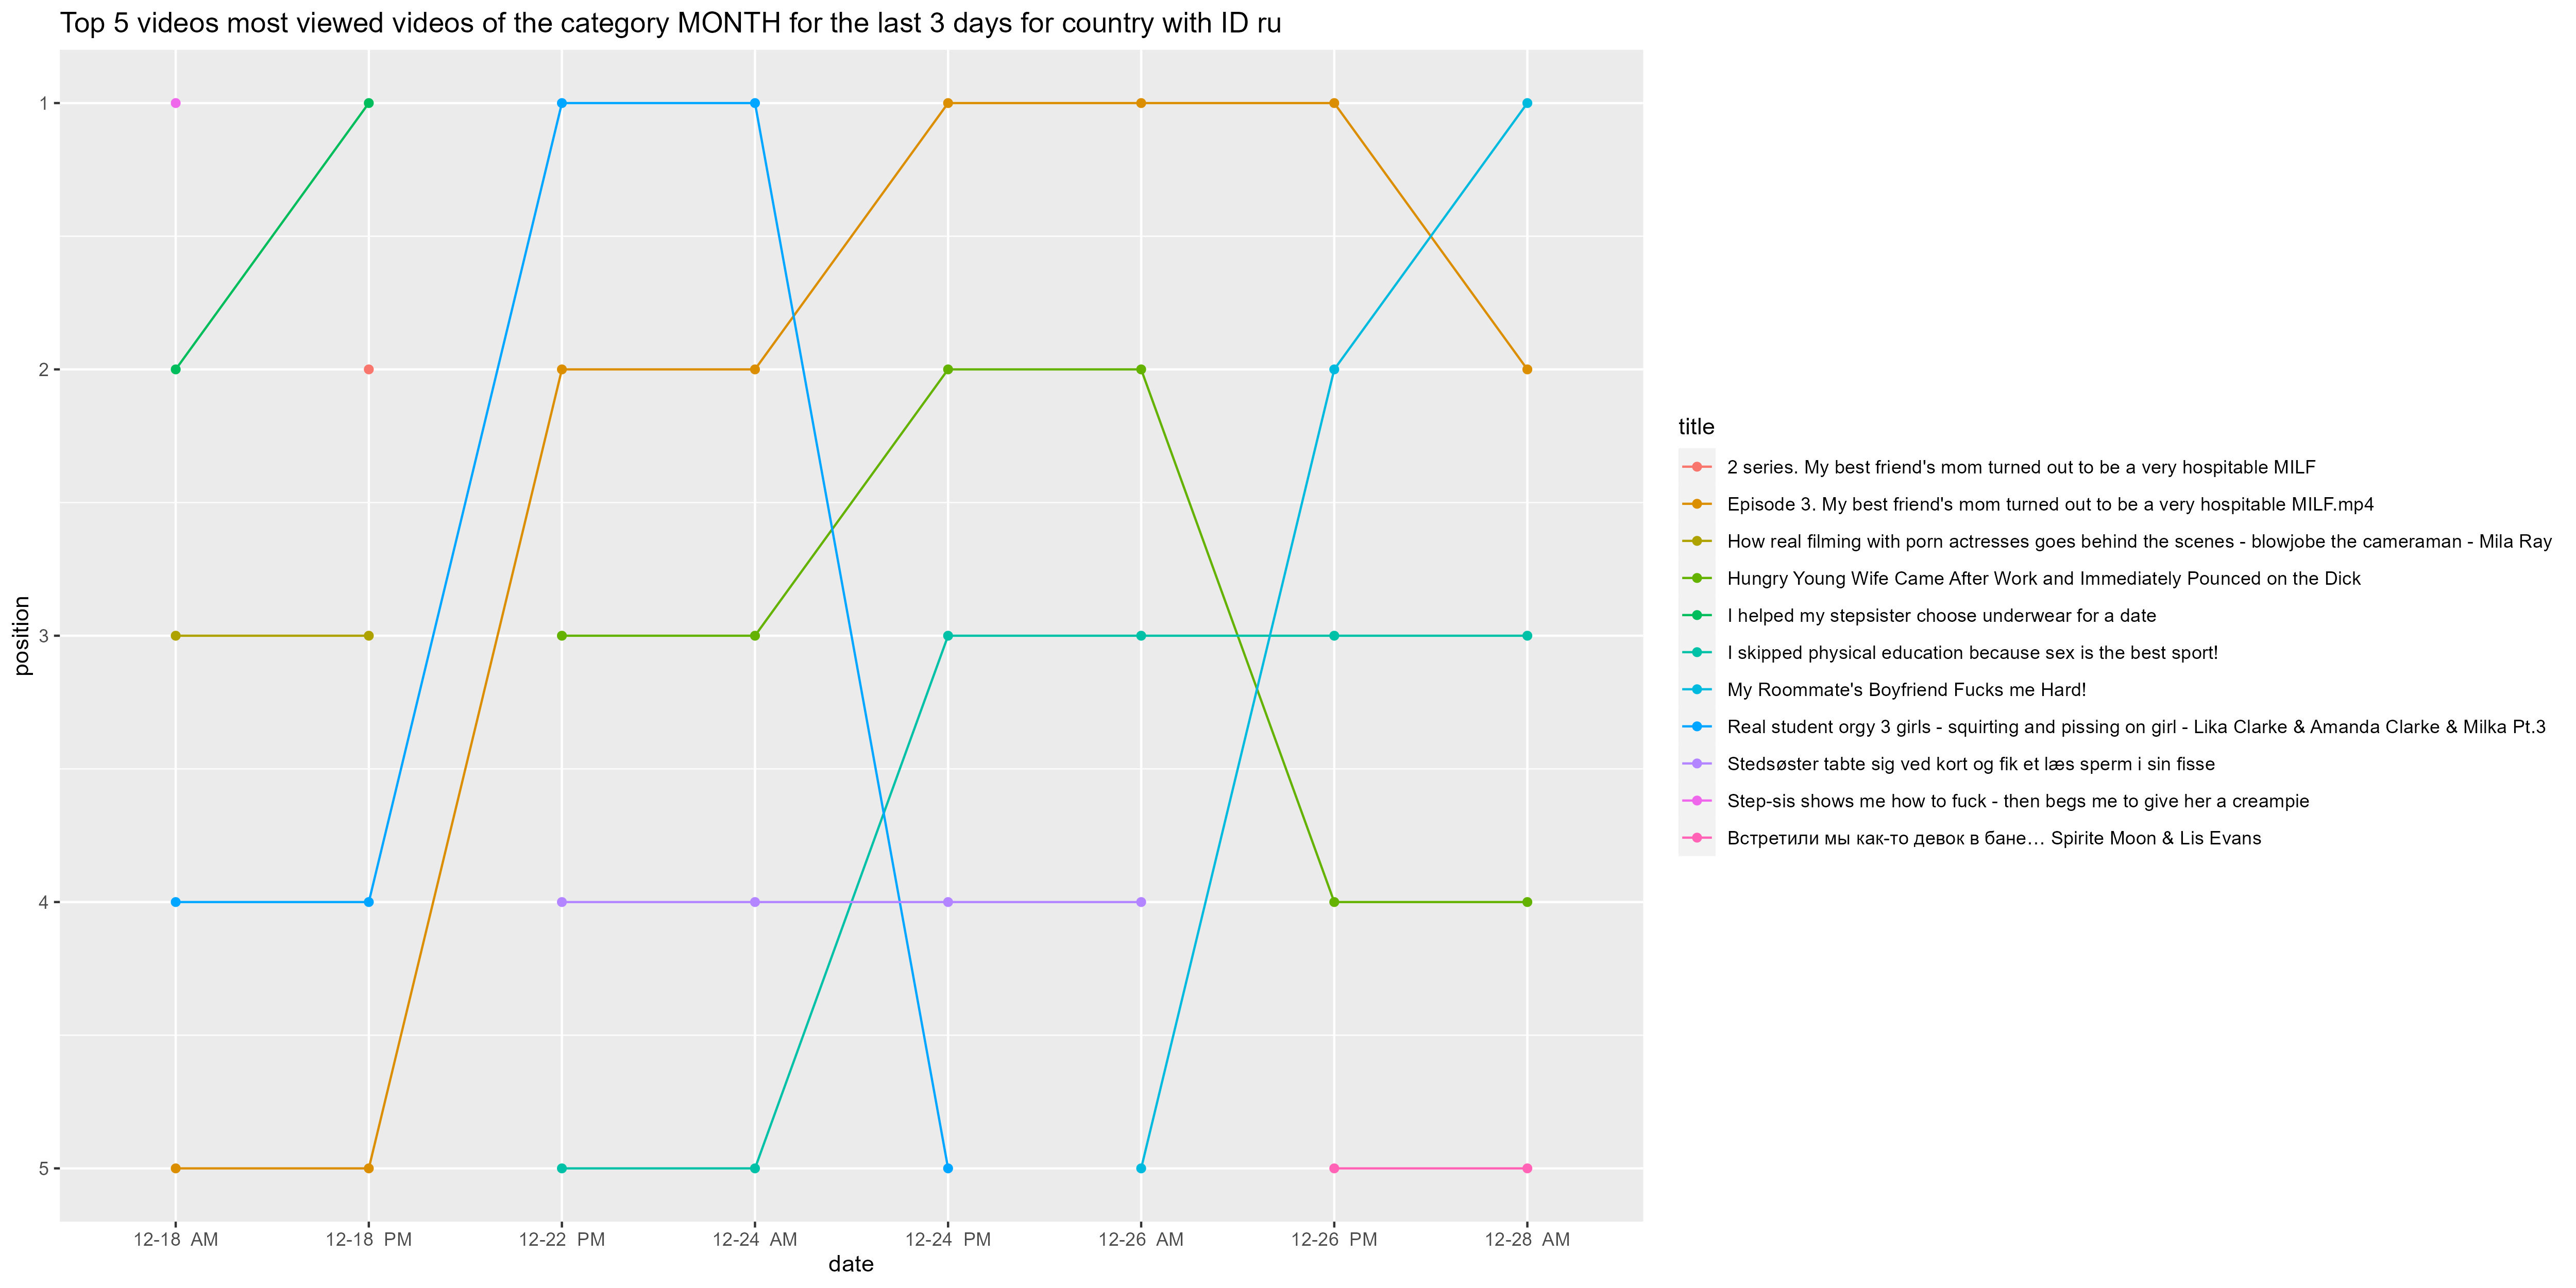 Top 5 videos most viewed videos of the category MONTH for the last 3 days for country with ID ru
position
1
2
3
4
5
12-18 AM
12-18 PM
12-22 PM
12-24 AM
12-24 PM
12-26 AM
12-26 PM
12-28 AM
date
title
2 series. My best friend's mom turned out to be a very hospitable MILF
Episode 3. My best friend's mom turned out to be a very hospitable MILF.mp4
How real filming with porn actresses goes behind the scenes - blowjobe the cameraman - Mila Ray
Hungry Young Wife Came After Work and Immediately Pounced on the Dick
I helped my stepsister choose underwear for a date
I skipped physical education because sex is the best sport!
My Roommate's Boyfriend Fucks me Hard!
Real student orgy 3 girls - squirting and pissing on girl - Lika Clarke & Amanda Clarke & Milka Pt.3
Stedsøster tabte sig ved kort og fik et læs sperm i sin fisse
Step-sis shows me how to fuck - then begs me to give her a creampie
Встретили мы как-то девок в бане… Spirite Moon & Lis Evans